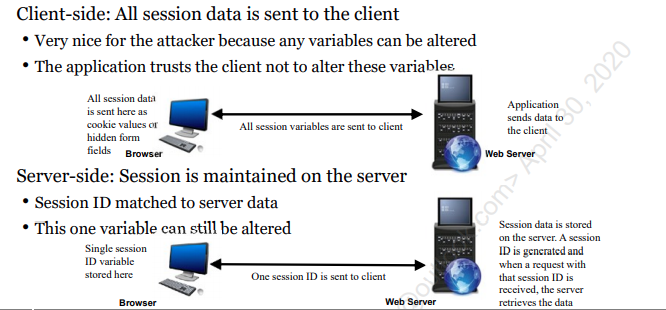 Client-side: All session data is sent to the client
• Very nice for the attacker because any variables can be altered
• The application trusts the client not to alter these variables
All session data
is sent here as
cookie values or
hidden form
fields
Browser
All session variables are sent to client
Web Server
Application
sends data to
the client
Server-side: Session is maintained on the server
• Session ID matched to server data
• This one variable can still be altered
Single session
ID variable
stored here
Browser
One session ID is sent to client
Web Server
Session data is stored
on the server. A session
ID is generated and
when a request with
that session ID is
received, the server
retrieves the data
.com> April 30, 2020